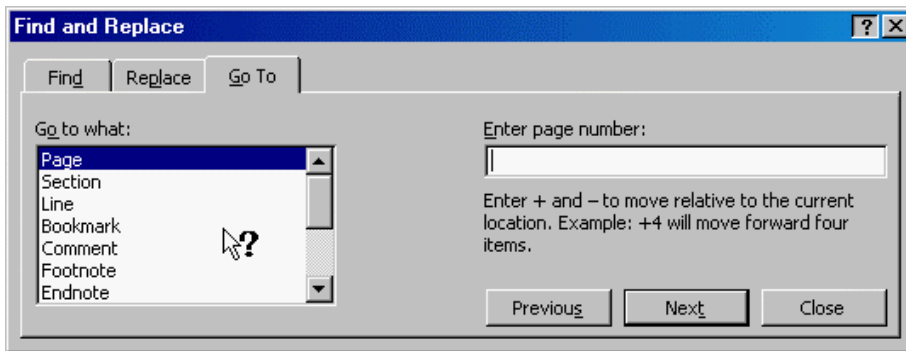 Find and Replace
Find Replace Go To
Go to what:
Page
Section
Line
Bookmark
Comment
Footnote
Endnote
Enter page number:
Enter + and – to move relative to the current
location. Example: +4 will move forward four
items.
Previous Next Close